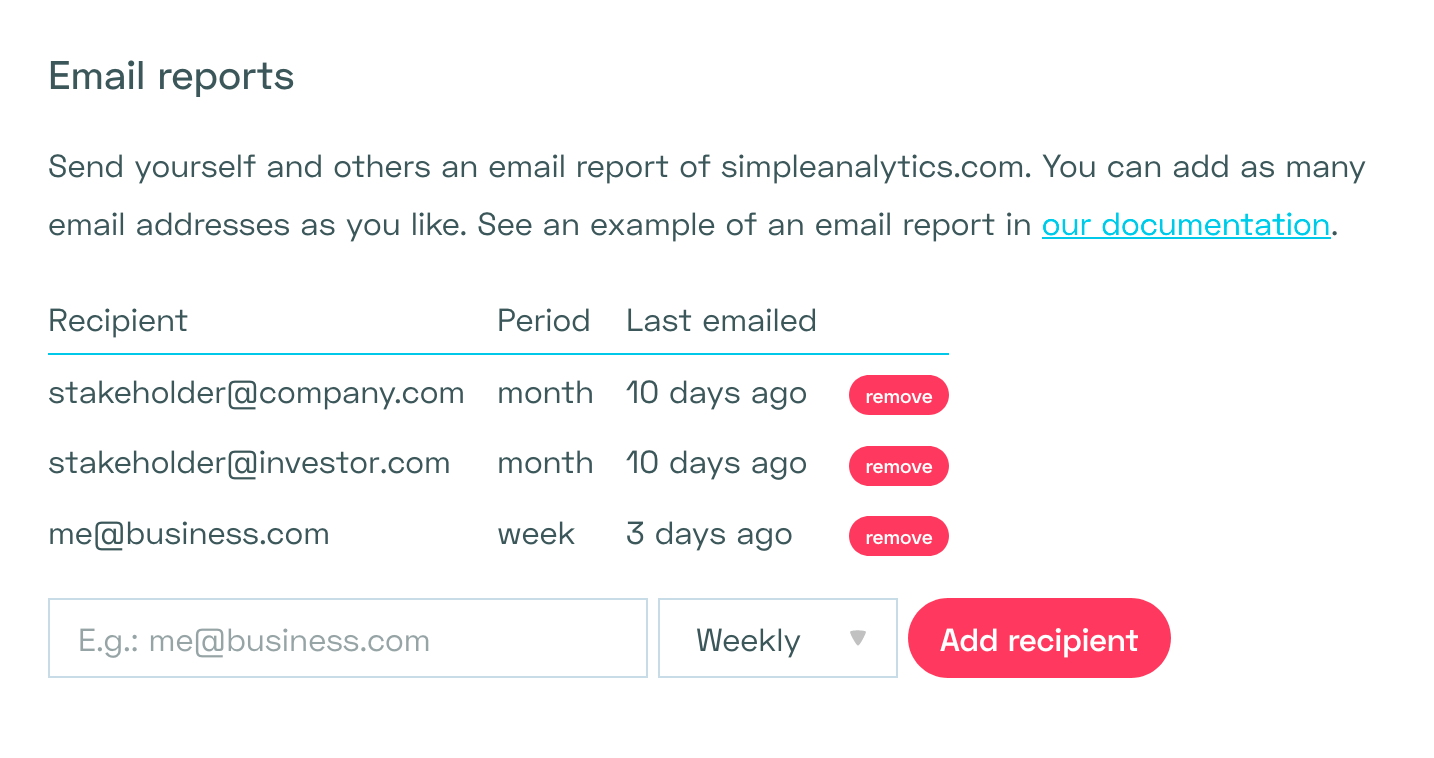 Email reports
Send yourself and others an email report of simpleanalytics.com. You can add as many
email addresses as you like. See an example of an email report in our documentation.
Recipient Period Last emailed
stakeholder@company.com month 10 days ago remove
stakeholder@investor.com month 10 days ago remove
me@business.com week 3 days ago remove
E.g.: me@business.com Weekly Add recipient